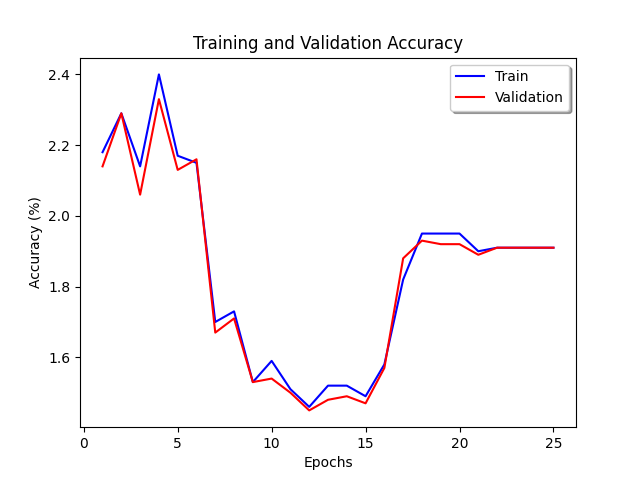 Training and Validation Accuracy
Train
Validation
Accuracy (%)
2.4
2.2
2.0
1.8
1.6
0 5 10 15 20 25
Epochs